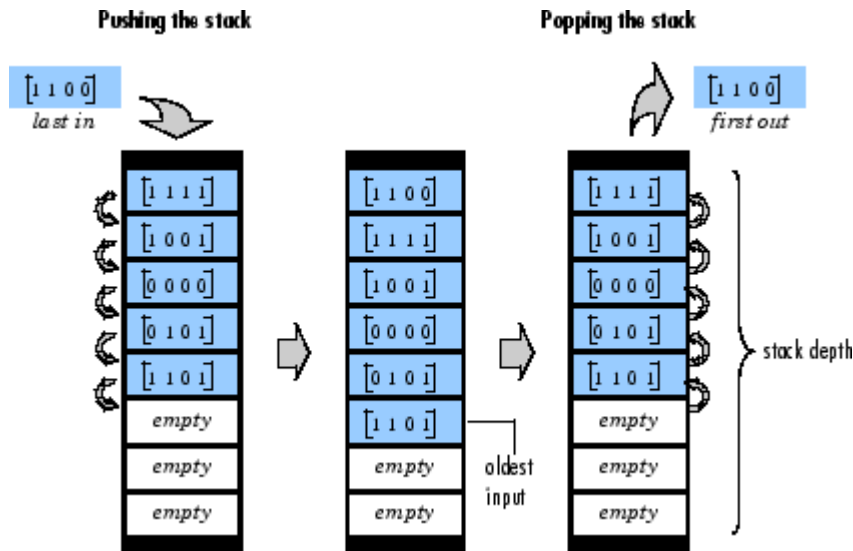 Pushing the stack
Popping the stack
[1 1 0 0]
last in
[1 1 0 0]
first out
[1 1 1 1]
[1 0 0 1]
[0 0 0 0]
[0 1 0 1]
[1 1 0 1]
empty
empty
empty
[1 1 0 0]
[1 1 1 1]
[1 0 0 1]
[0 0 0 0]
[0 1 0 1]
[1 1 0 1]
empty
empty
oldest
input
[1 1 1 1]
[1 0 0 1]
[0 0 0 0]
[0 1 0 1]
[1 1 0 1]
empty
empty
empty
stack depth